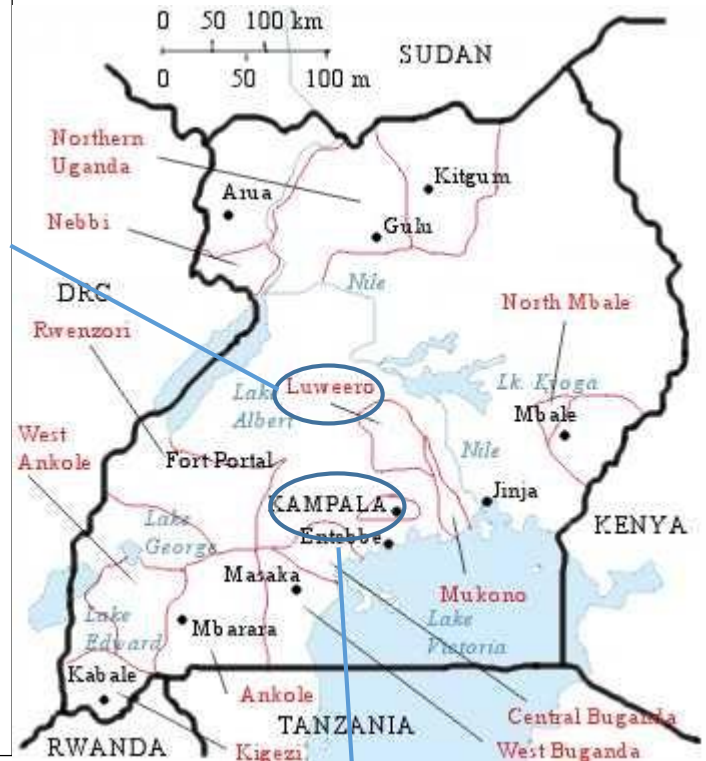 0 50 100 km
0 50 100 m
SUDAN
Northern
Uganda
Kitgum
Arua
Nebbi
Gulu
Nile
DRC
North Mbale
Rwenzori
Luweero
Lk. Kyoga
Lake
Albert
Mbale
West
Ankole
Fort Portal
Nile
KAMPALA
Jinja
Lake
George
Entebbe
KENYA
Masaka
Mukono
Lake
Edward
Mbarara
Lake
Victoria
Kabale
Ankole
Central Buganda
TANZANIA
RWANDA
Kigezi
West Buganda